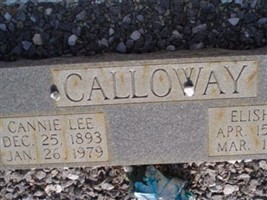 CALLOWAY
CANNIE LEE
DEC. 25, 1893
JAN. 26, 1979
ELISH
APR. 15
MAR. 1